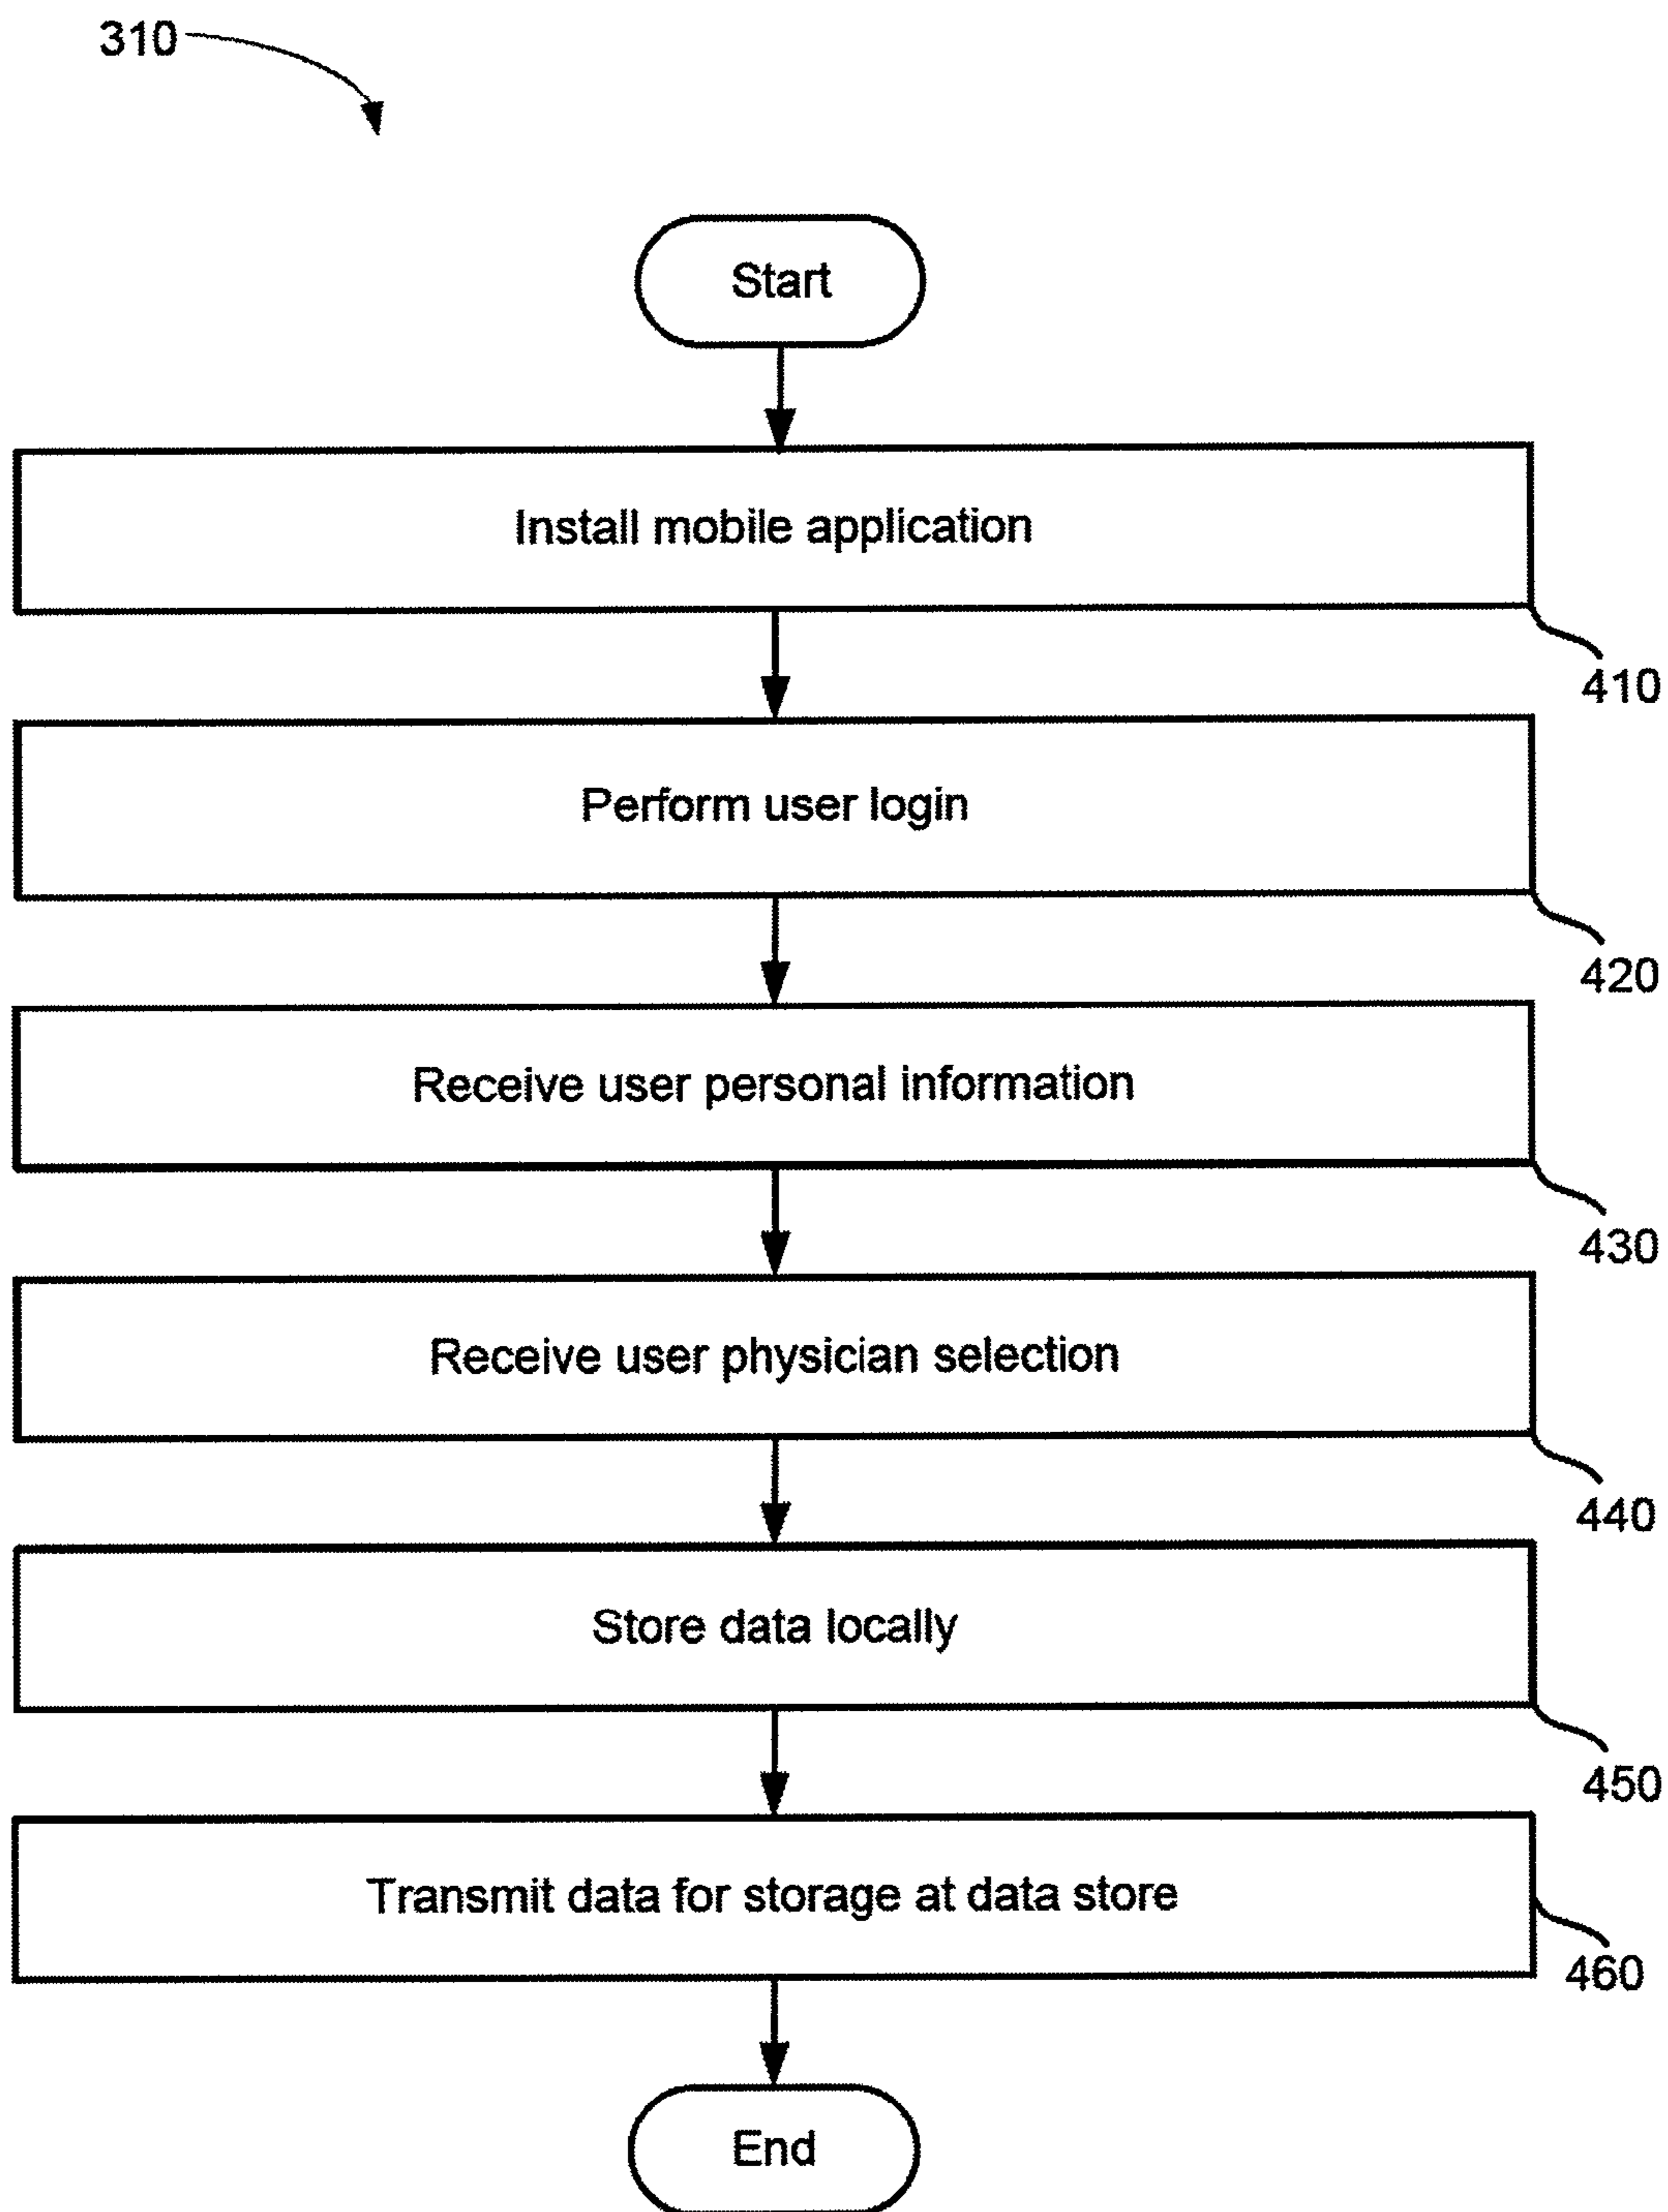 310
Start
Install mobile application
410
Perform user login
420
Receive user personal information
430
Receive user physician selection
440
Store data locally
450
Transmit data for storage at data store
460
End